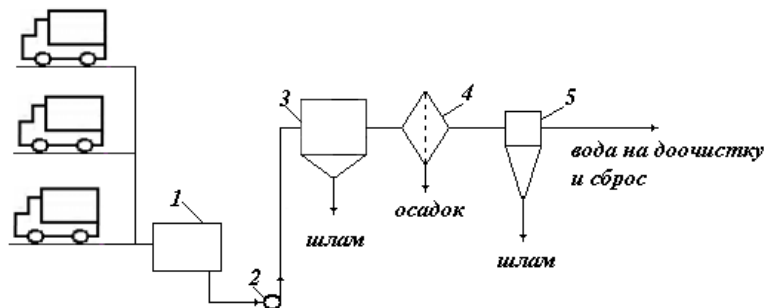 3
4
5
вода на доочистку
и сброс
1
осадок
шлам
2
шлам